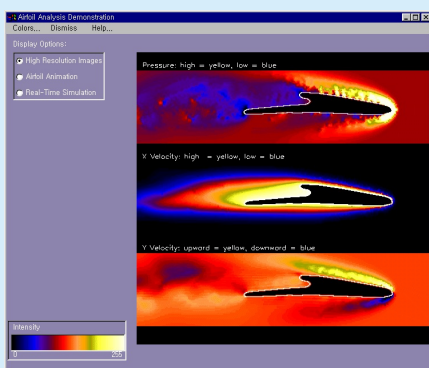 Airfoil Analysis Demonstration
Colors... Dismiss Help...
Display Options:
High Resolution Images
Airfoil Animation
Real-Time Simulation
Pressure: high = yellow, low = blue
X Velocity: high = yellow, low = blue
Y Velocity: upward = yellow, downward = blue
Intensity
0 255